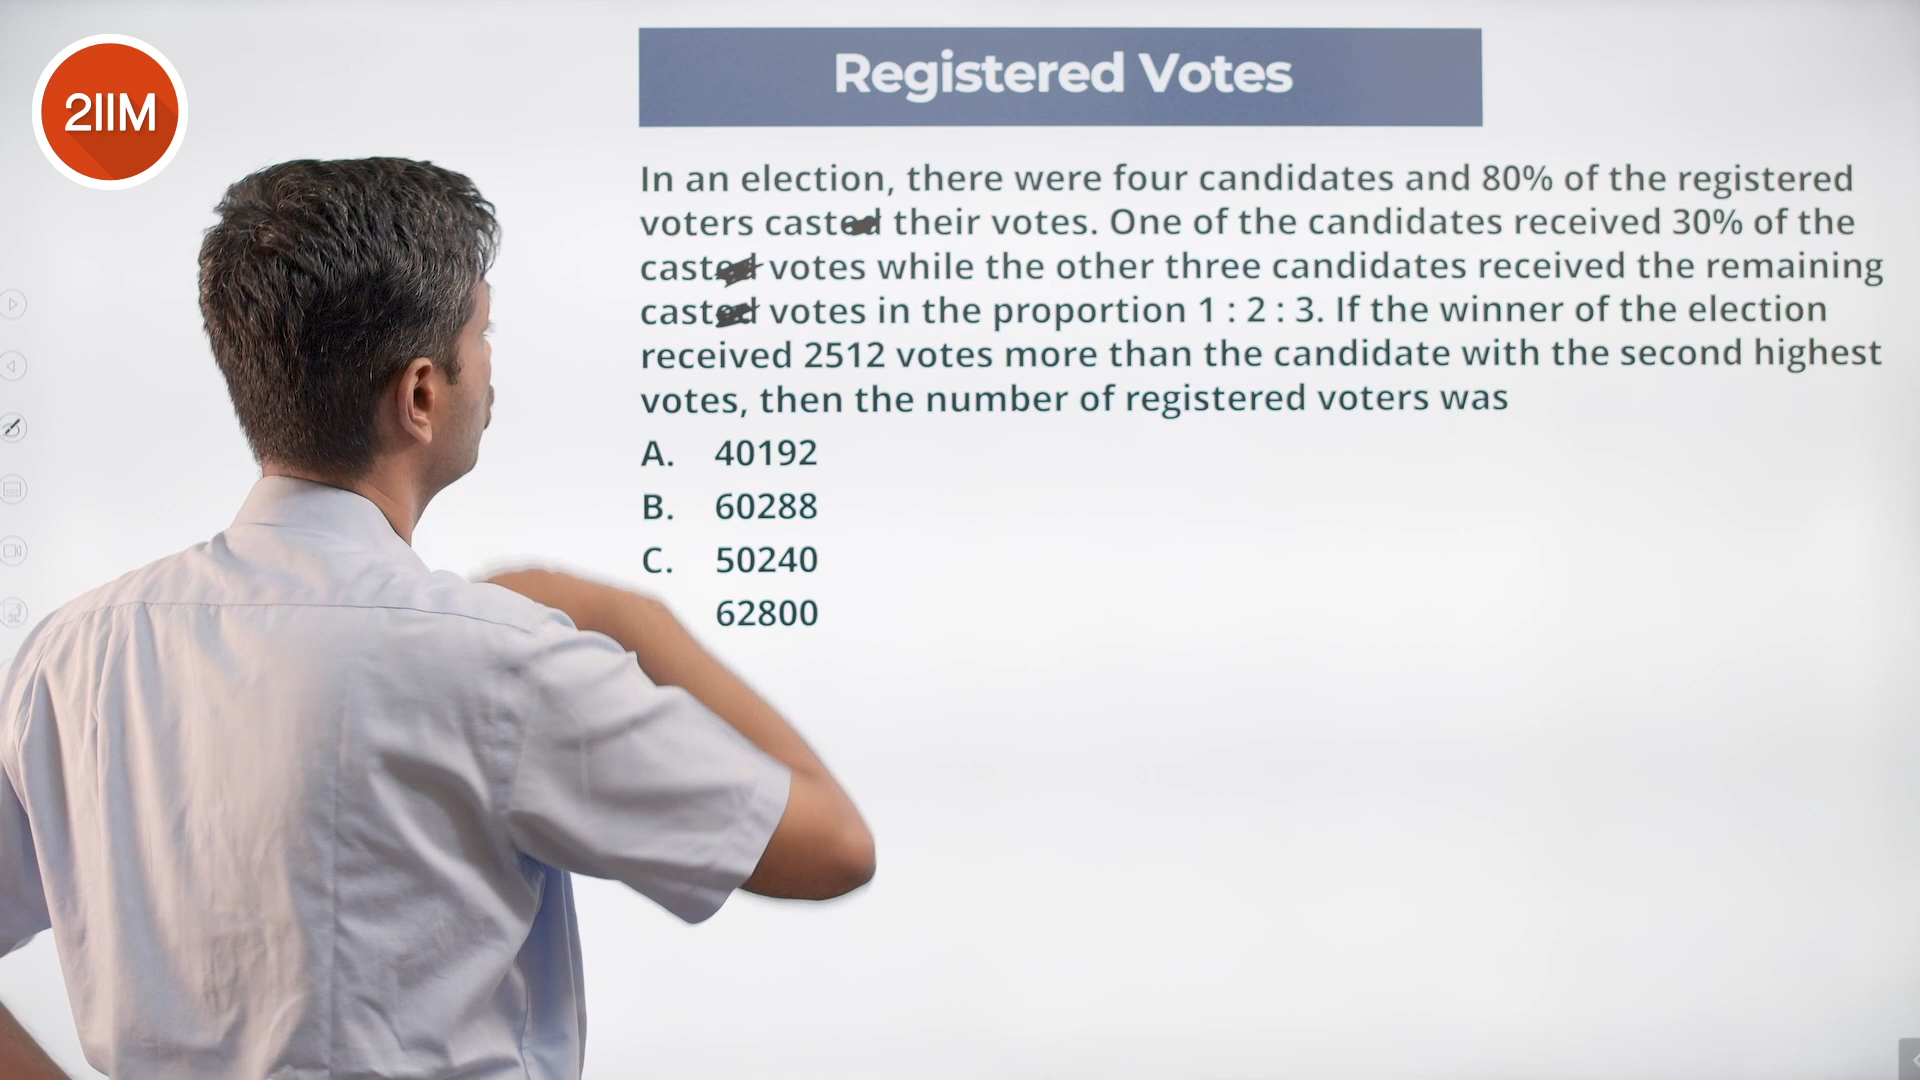 2IIM
Registered Votes
In an election, there were four candidates and 80% of the registered
voters casted their votes. One of the candidates received 30% of the
casted votes while the other three candidates received the remaining
casted votes in the proportion 1 : 2 : 3. If the winner of the election
received 2512 votes more than the candidate with the second highest
votes, then the number of registered voters was
A. 40192
B. 60288
C. 50240
62800